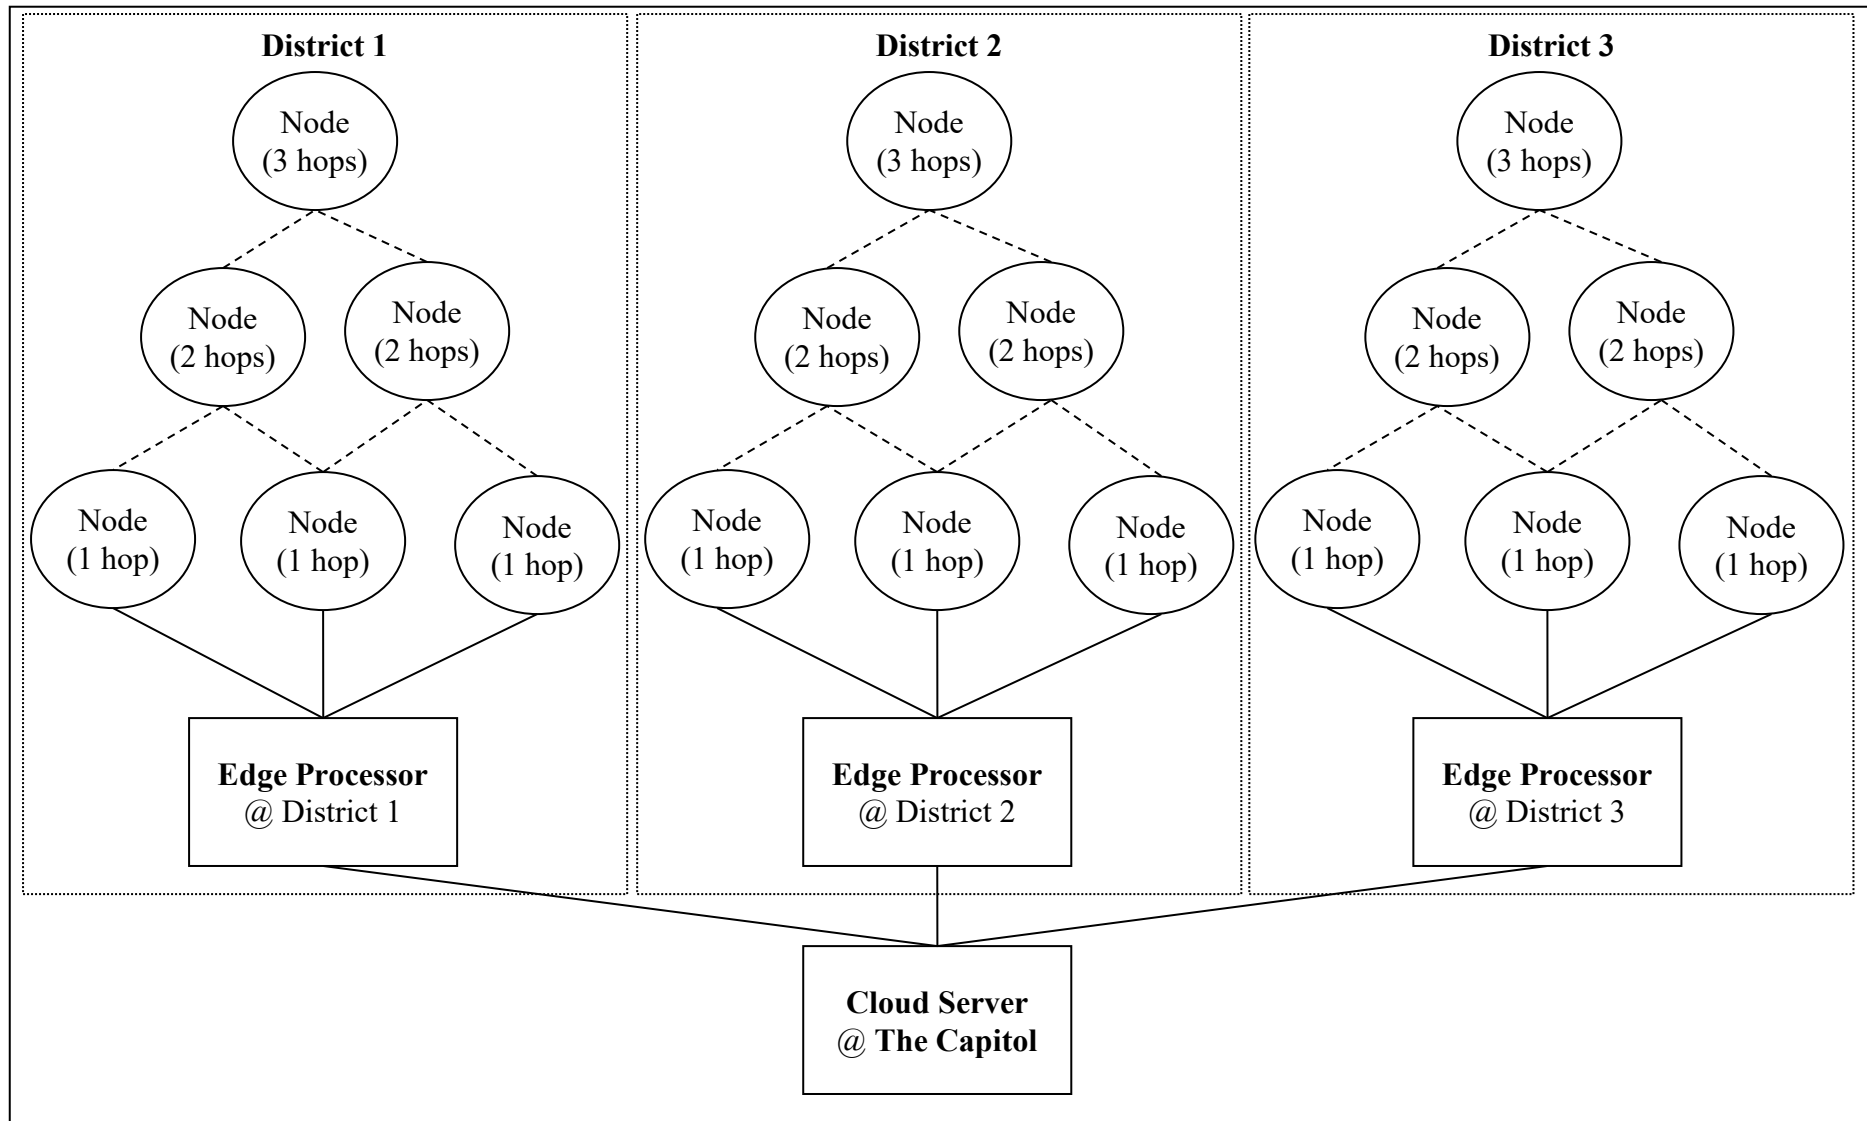 District 1
Node
(3 hops)
Node
(2 hops)
Node
(2 hops)
Node
(1 hop)
Node
(1 hop)
Node
(1 hop)
Edge Processor
@ District 1
District 2
Node
(3 hops)
Node
(2 hops)
Node
(2 hops)
Node
(1 hop)
Node
(1 hop)
Node
(1 hop)
Edge Processor
@ District 2
District 3
Node
(3 hops)
Node
(2 hops)
Node
(2 hops)
Node
(1 hop)
Node
(1 hop)
Node
(1 hop)
Edge Processor
@ District 3
Cloud Server
@ The Capitol